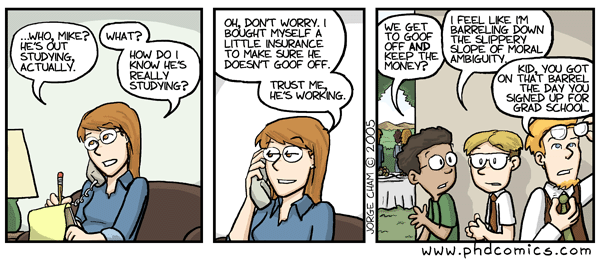 ...WHO, MIKE?
HE'S OUT
STUDYING,
ACTUALLY.
WHAT?
HOW DO I
KNOW HE'S
REALLY
STUDYING?
OH, DON'T WORRY. I
BOUGHT MYSELF A
LITTLE INSURANCE
TO MAKE SURE HE
DOESN'T GOOF OFF.
TRUST ME,
HE'S WORKING.
JORGE CHAM © 2005
WE GET
TO GOOF
OFF AND
KEEP THE
MONEY?
I FEEL LIKE I'M
BARRELING DOWN
THE SLIPPERY
SLOPE OF MORAL
AMBIGUITY.
KID, YOU GOT
ON THAT BARREL
THE DAY YOU
SIGNED UP FOR
GRAD SCHOOL.
www.phdcomics.com